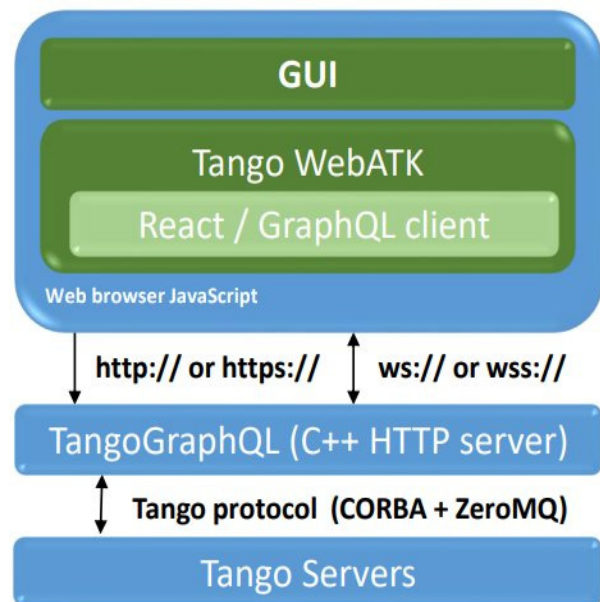 GUI
Tango WebATK
React / GraphQL client
Web browser JavaScript
http:// or https://
ws:// or wss://
TangoGraphQL (C++ HTTP server)
Tango protocol (CORBA + ZeroMQ)
Tango Servers